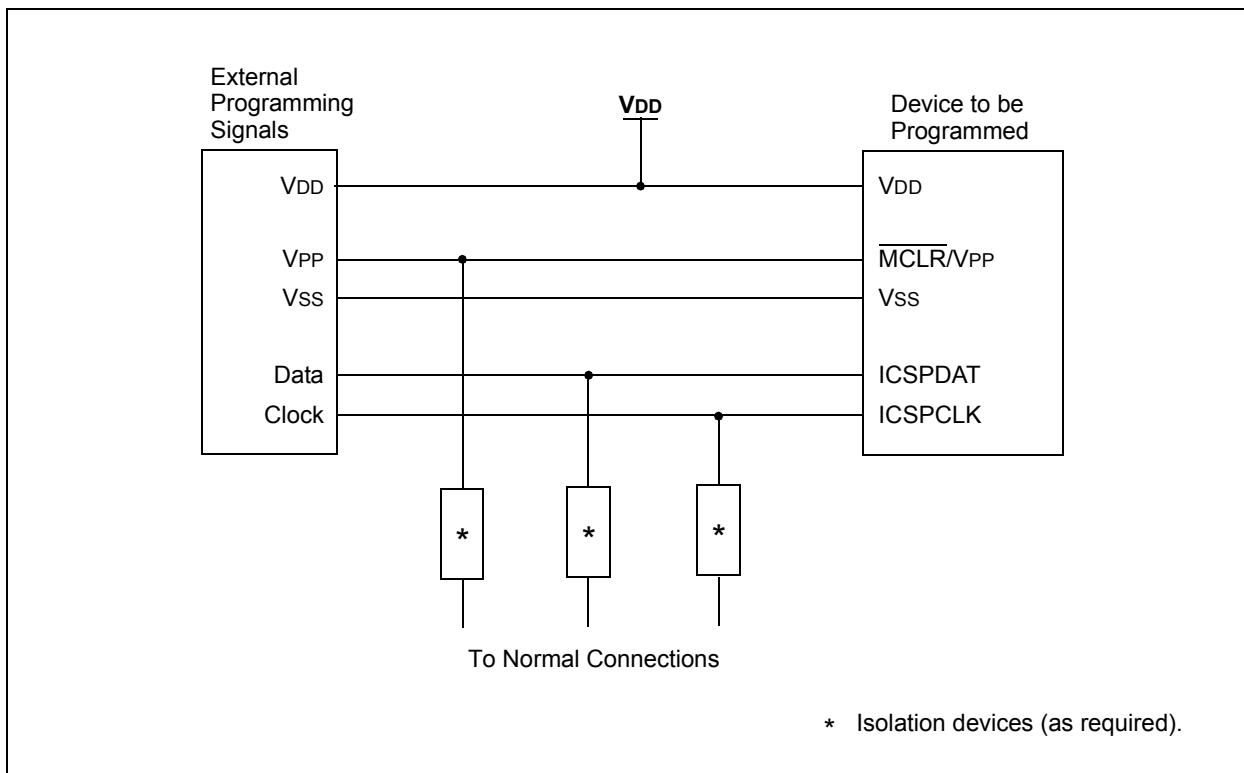 External
Programming
Signals
VDD
Device to be
Programmed
VDD
VDD
VPP
MCLR/VPP
VSS
VSS
Data
ICSPDAT
Clock
ICSPCLK
*
*
*
To Normal Connections
* Isolation devices (as required).